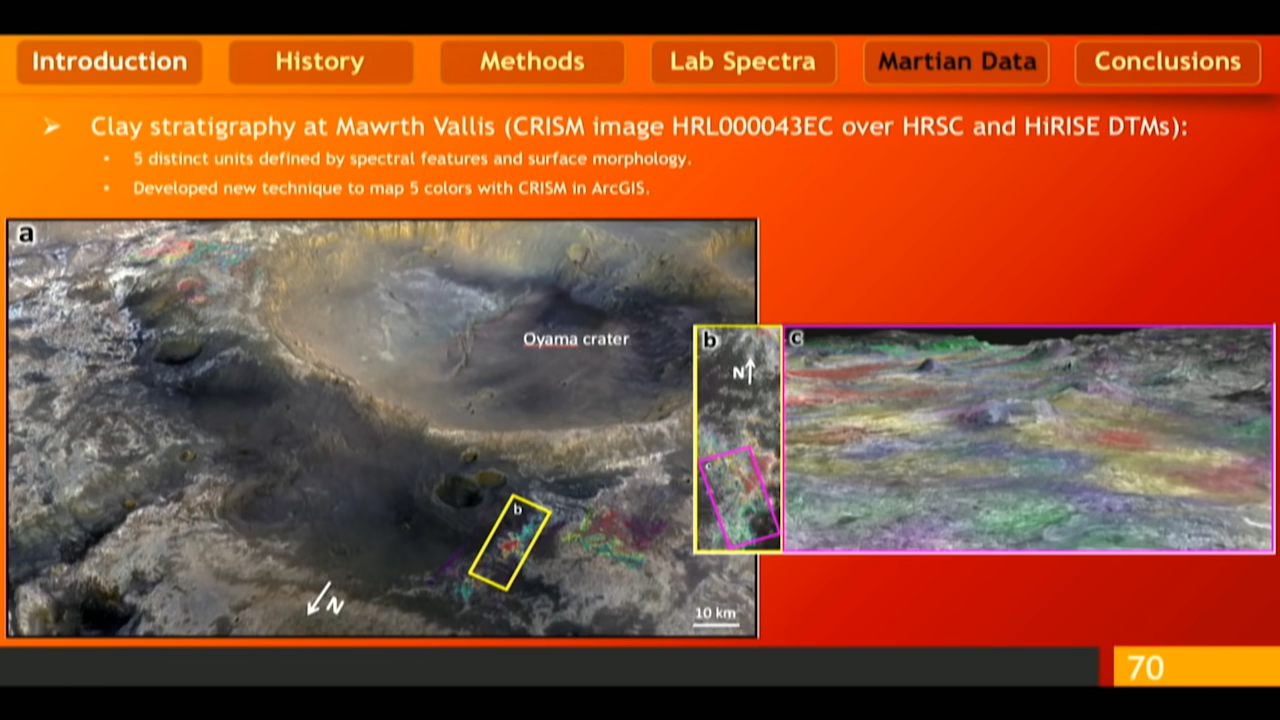 Introduction History Methods Lab Spectra Martian Data Conclusions
Clay stratigraphy at Mawrth Vallis (CRISM image HRL000043EC over HRSC and HiRISE DTMs):
5 distinct units defined by spectral features and surface morphology.
Developed new technique to map 5 colors with CRISM in ArcGIS.
a
Oyama crater
b
N
c
b
c
N
10 km
70